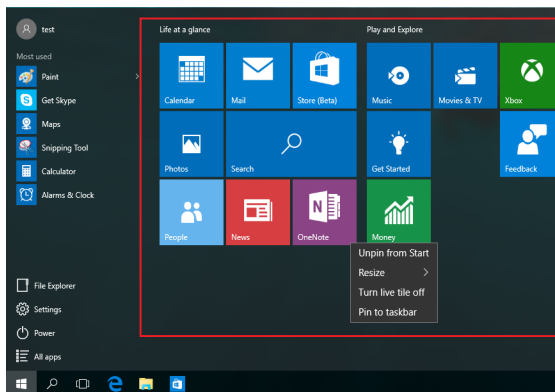 test
Most used
Paint
Get Skype
Maps
Snipping Tool
Calculator
Alarms & Clock
File Explorer
Settings
Power
All apps
Life at a glance
Play and Explore
Calendar
Mail
Store (Beta)
Music
Movies & TV
Xbox
Photos
Search
Get Started
Feedback
People
News
OneNote
Money
Unpin from Start
Resize
Turn live tile off
Pin to taskbar